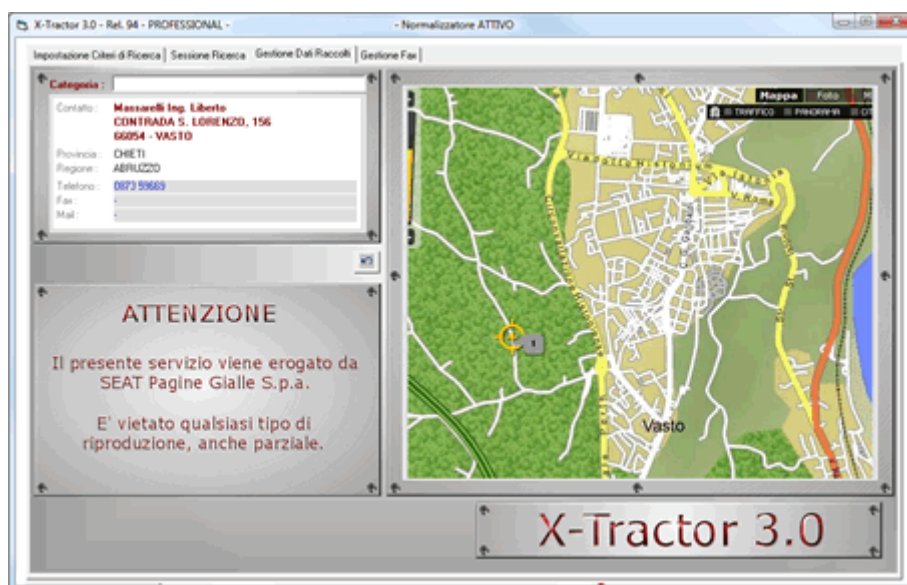 X-Tractor 3.0 - Rel. 94 - PROFESSIONAL -
- Normalizzatore ATTIVO
Impostazione Criteri di Ricerca
Sessione Ricerca
Gestione Dati Raccolti
Gestione Fax
Categoria :
Contatto :
Massarelli Ing. Liberto
CONTRADA S. LORENZO, 156
66054 - VASTO
Provincia : CHIETI
Regione : ABRUZZO
Telefono : 0873 59669
Fax : -
Mail : -
ATTENZIONE
Il presente servizio viene erogato da
SEAT Pagine Gialle S.p.a.
E' vietato qualsiasi tipo di
riproduzione, anche parziale.
Mappa
Foto
TRAFFICO
PANORAMA
V. Roma
1
Vasto
X-Tractor 3.0